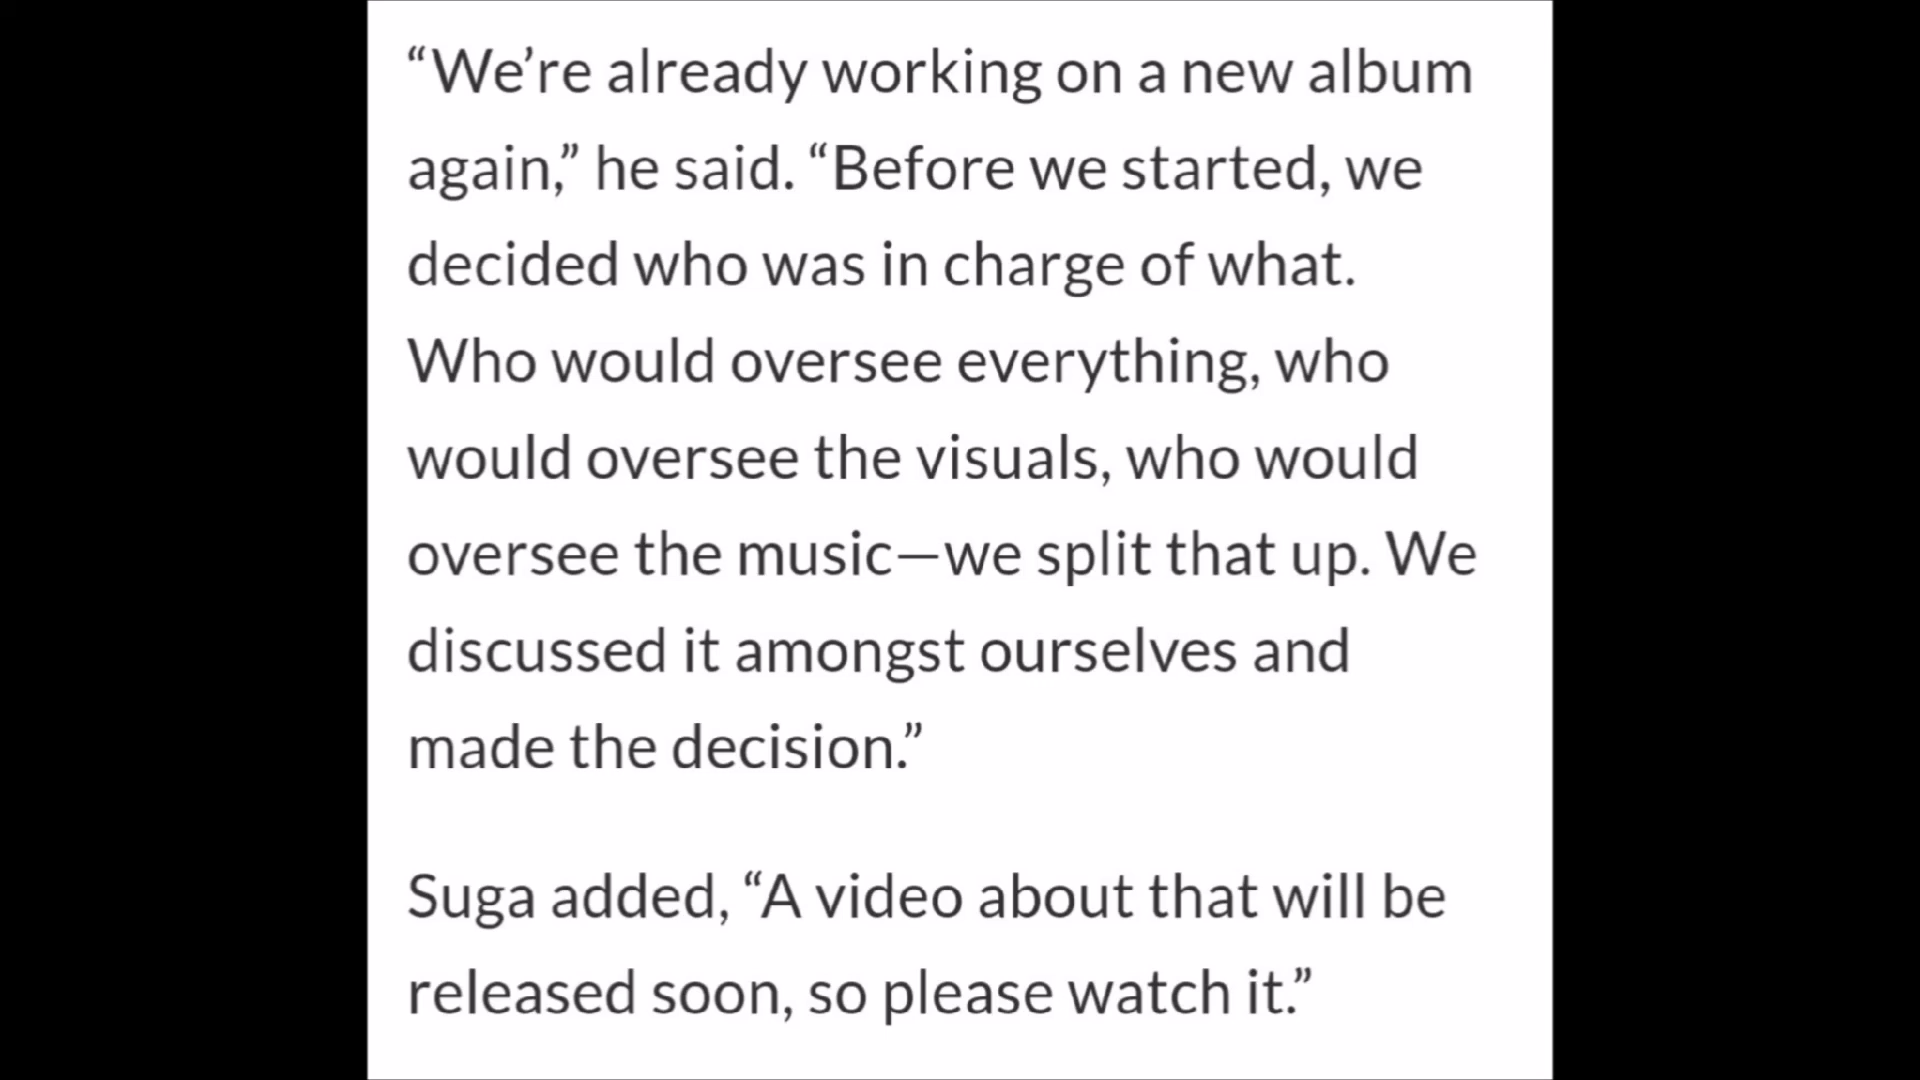 “We’re already working on a new album
again,” he said. “Before we started, we
decided who was in charge of what.
Who would oversee everything, who
would oversee the visuals, who would
oversee the music—we split that up. We
discussed it amongst ourselves and
made the decision.”
Suga added, “A video about that will be
released soon, so please watch it.”